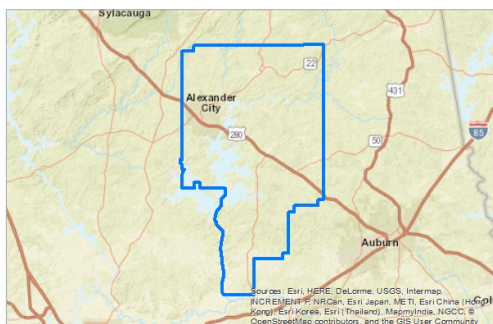 Sylacauga
22
Alexander
City
431
280
50
85
Auburn
Sources: Esri, HERE, DeLorme, USGS, Intermap,
INCREMENT P, NRCan, Esri Japan, METI, Esri China (Hong
Kong), Esri Korea, Esri (Thailand), MapmyIndia, NGCC, ©
OpenStreetMap contributors, and the GIS User Community